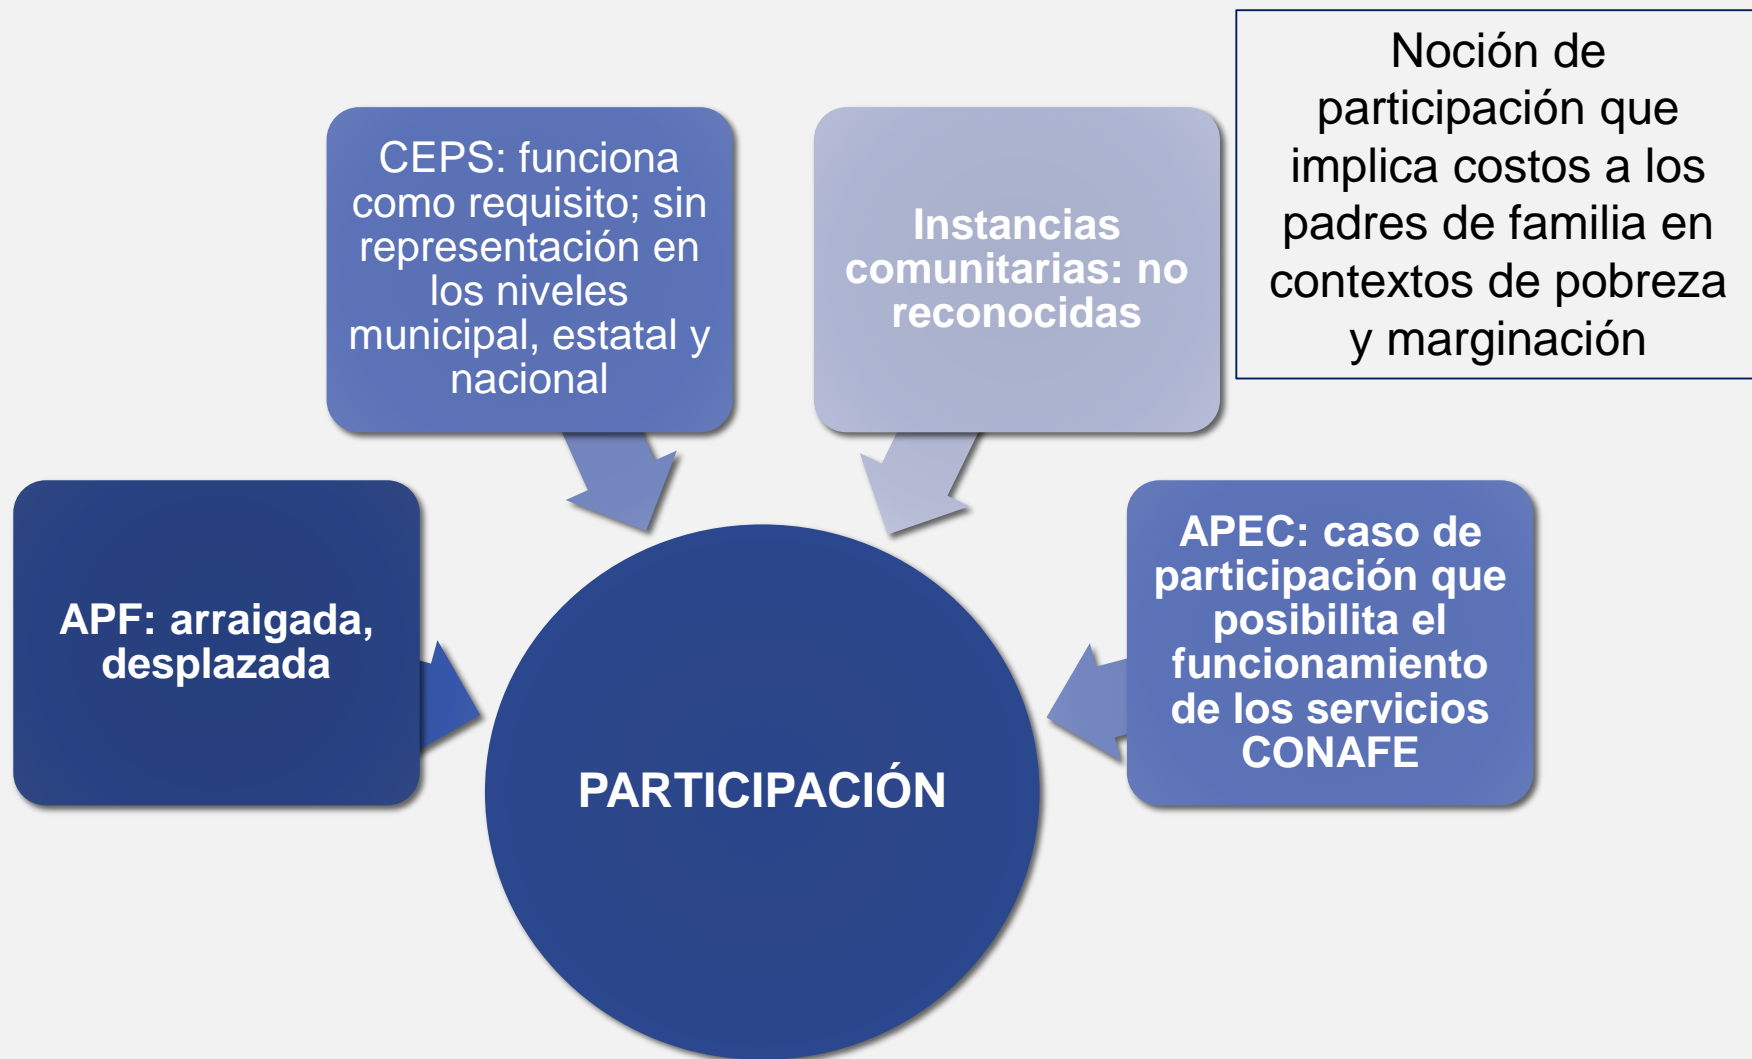 Noción de
participación que
implica costos a los
padres de familia en
contextos de pobreza
y marginación
CEPS: funciona
como requisito; sin
representación en
los niveles
municipal, estatal y
nacional
Instancias
comunitarias: no
reconocidas
APF: arraigada,
desplazada
APEC: caso de
participación que
posibilita el
funcionamiento
de los servicios
CONAFE
PARTICIPACIÓN